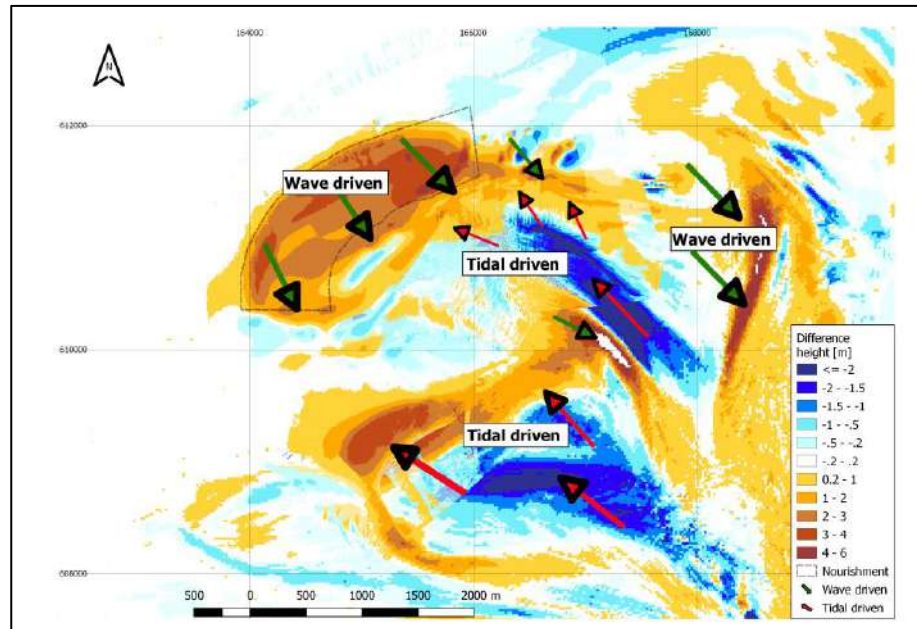 164000
166000
168000
N
612000
Wave driven
Wave driven
Tidal driven
610000
Tidal driven
608000
Difference
height [m]
<= -2
-2 - -1.5
-1.5 - -1
-1 - -.5
-.5 - -.2
-.2 - .2
0.2 - 1
1 - 2
2 - 3
3 - 4
4 - 6
Nourishment
Wave driven
Tidal driven
500 0 500 1000 1500 2000 m